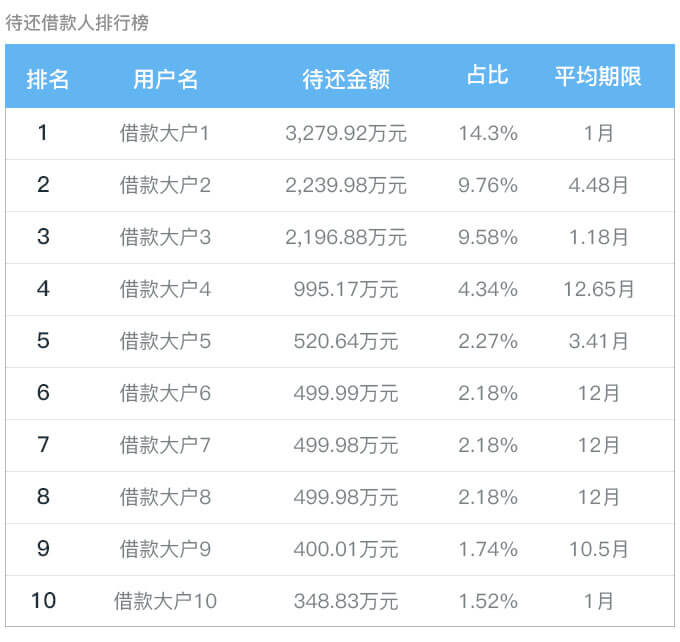 待还借款人排行榜
排名 用户名 待还金额 占比 平均期限
1 借款大户1 3,279.92万元 14.3% 1月
2 借款大户2 2,239.98万元 9.76% 4.48月
3 借款大户3 2,196.88万元 9.58% 1.18月
4 借款大户4 995.17万元 4.34% 12.65月
5 借款大户5 520.64万元 2.27% 3.41月
6 借款大户6 499.99万元 2.18% 12月
7 借款大户7 499.98万元 2.18% 12月
8 借款大户8 499.98万元 2.18% 12月
9 借款大户9 400.01万元 1.74% 10.5月
10 借款大户10 348.83万元 1.52% 1月